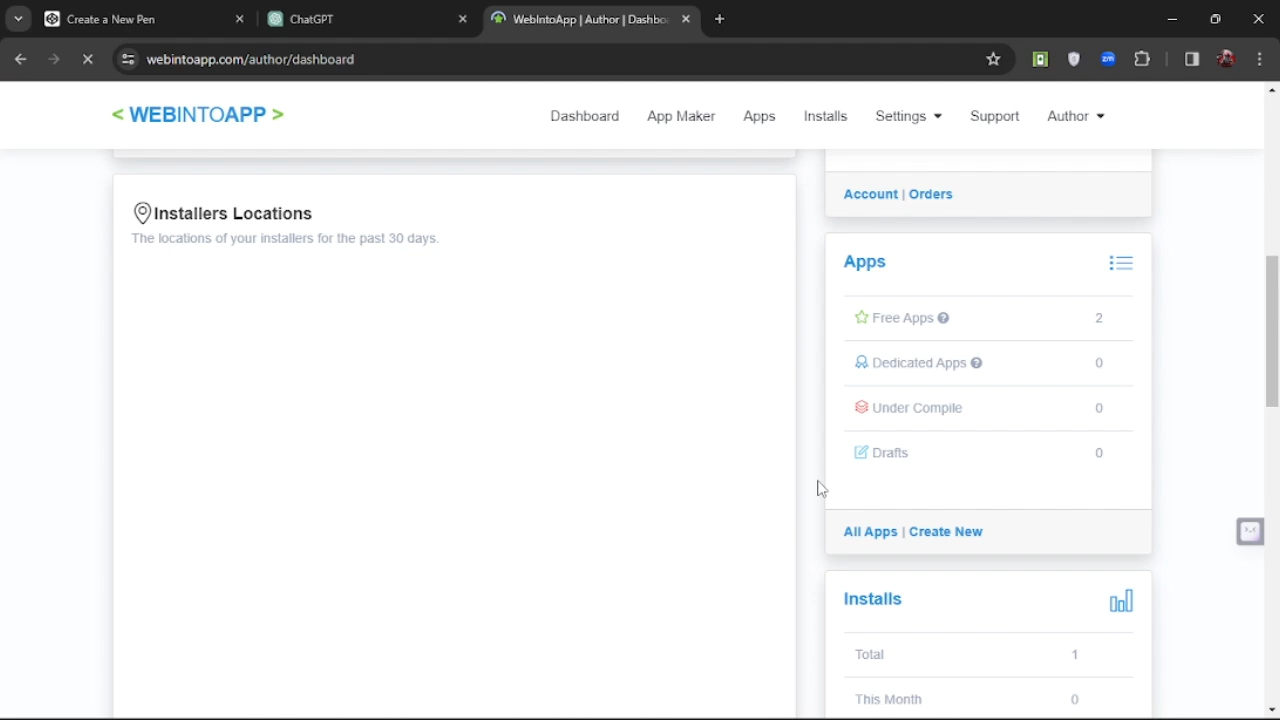 Create a New Pen
ChatGPT
WebIntoApp | Author | Dashbo
webintoapp.com/author/dashboard
zm
< WEBINTOAPP >
Dashboard
App Maker
Apps
Installs
Settings
Support
Author
Installers Locations
The locations of your installers for the past 30 days.
Account | Orders
Apps
Free Apps 2
Dedicated Apps 0
Under Compile 0
Drafts 0
All Apps | Create New
Installs
Total 1
This Month 0